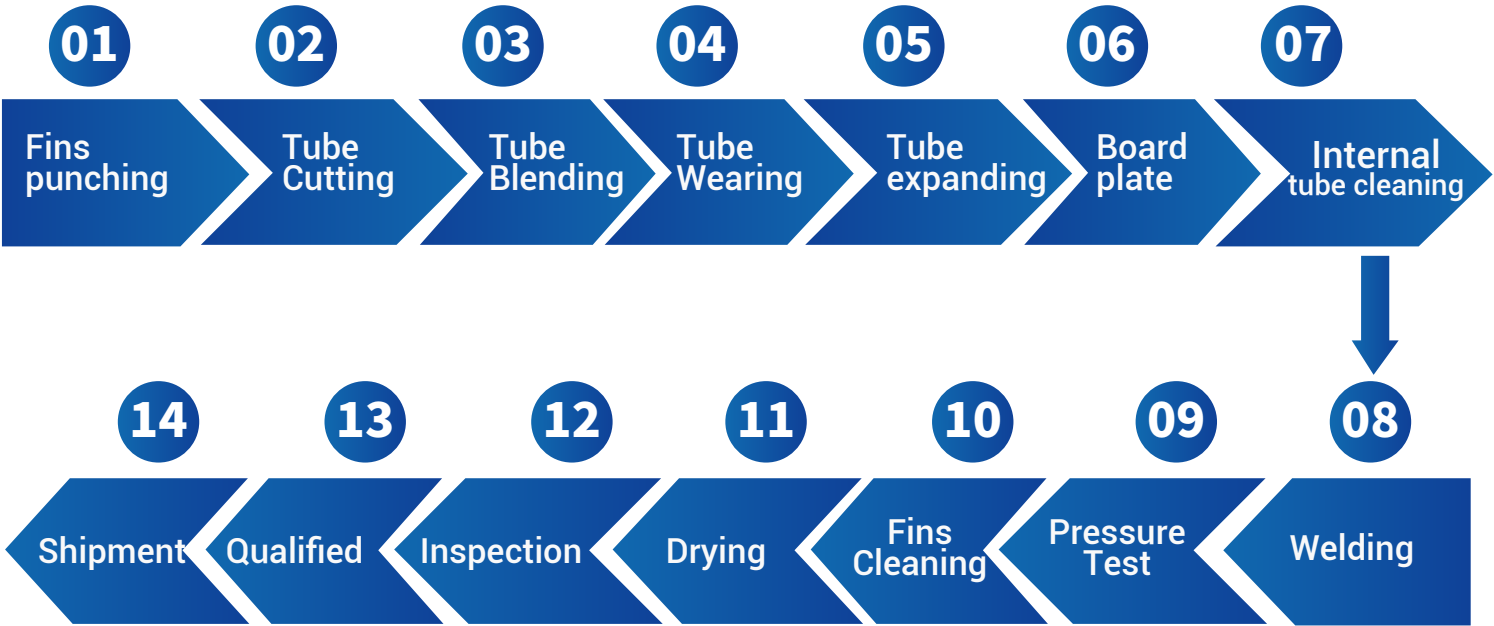 01
Fins
punching
02
Tube
Cutting
03
Tube
Blending
04
Tube
Wearing
05
Tube
expanding
06
Board
plate
07
Internal
tube cleaning
08
Welding
09
Pressure
Test
10
Fins
Cleaning
11
Drying
12
Inspection
13
Qualified
14
Shipment